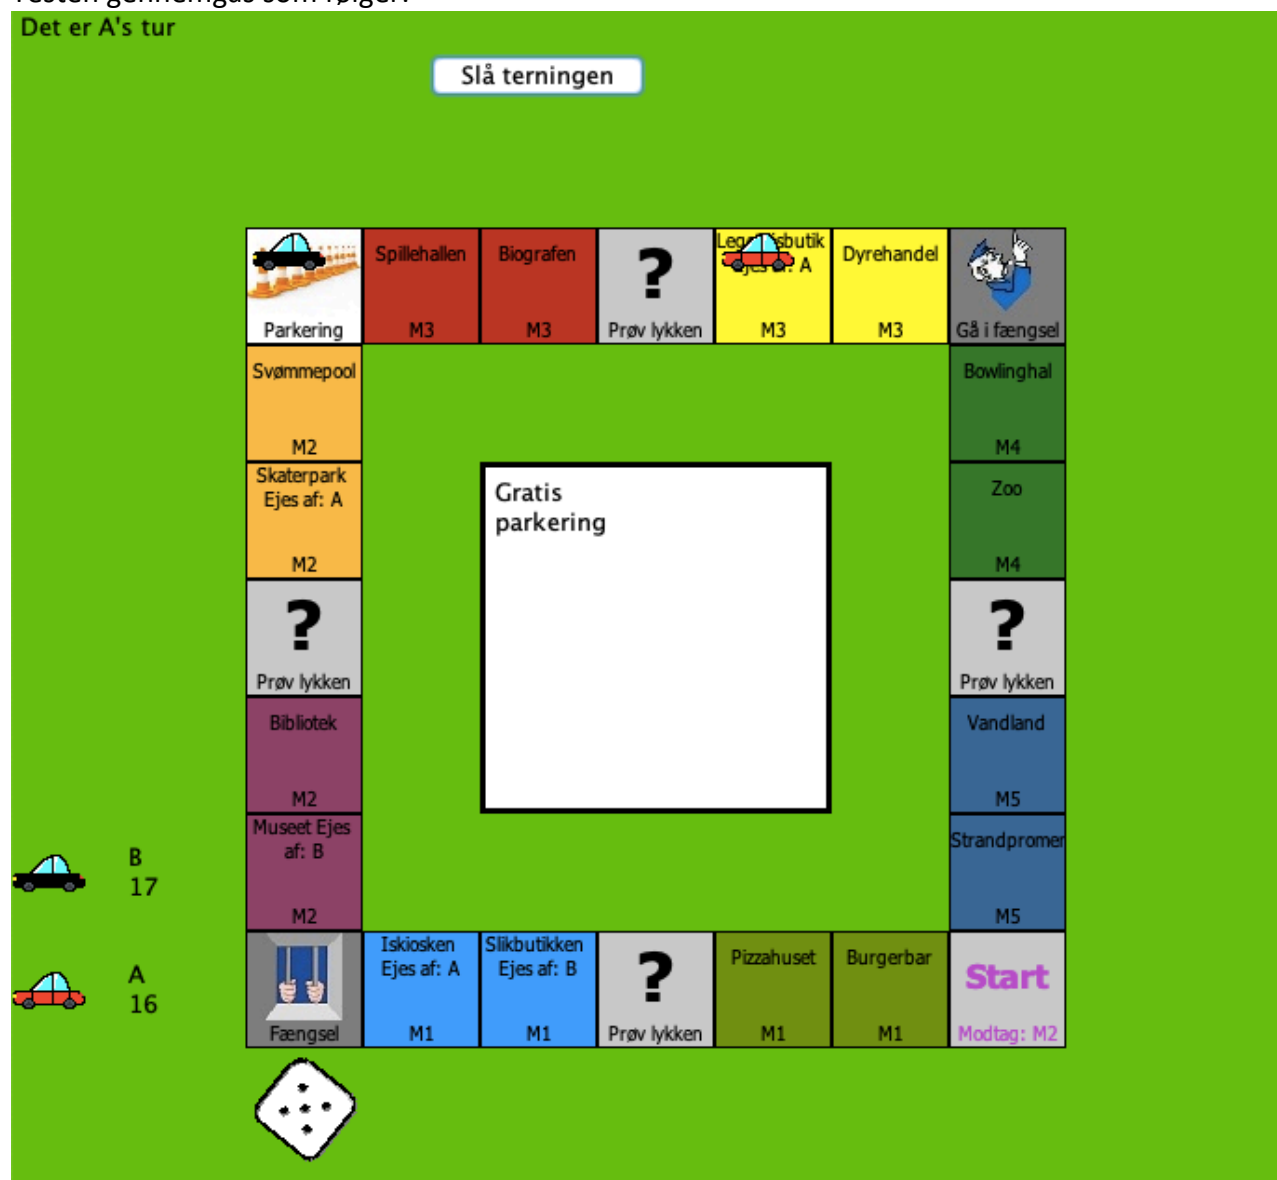 Det er A's tur
Slå terningen
Parkering
Spillehallen
M3
Biografen
M3
?
Prøv lykken
Ejes af: A
M3
Dyrehandel
M3
Gå i fængsel
Svømmepool
M2
Bowlinghal
M4
Skaterpark
Ejes af: A
M2
Gratis
parkering
Zoo
M4
?
Prøv lykken
?
Prøv lykken
Bibliotek
M2
Vandland
M5
Museet Ejes
af: B
M2
Strandpromer
M5
B
17
A
16
Fængsel
Iskiosken
Ejes af: A
M1
Slikbutikken
Ejes af: B
M1
?
Prøv lykken
Pizzahuset
M1
Burgerbar
M1
Start
Modtag: M2